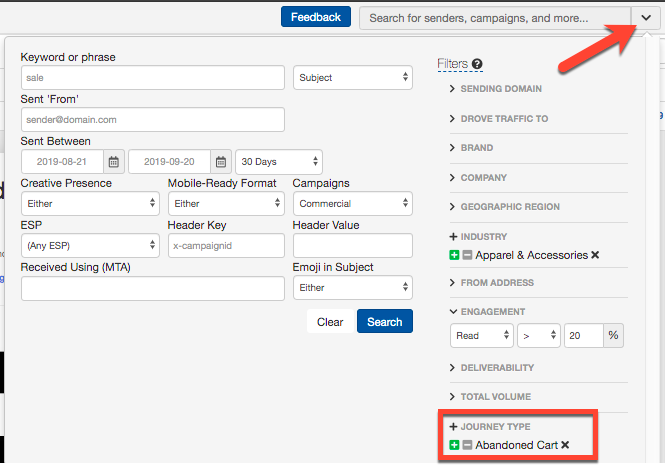 Feedback
Search for senders, campaigns, and more...
Keyword or phrase
sale
Subject
Sent 'From'
sender@domain.com
Sent Between
2019-08-21
2019-09-20
30 Days
Creative Presence
Mobile-Ready Format
Campaigns
Either
Either
Commercial
ESP
Header Key
Header Value
(Any ESP)
x-campaignid
Received Using (MTA)
Emoji in Subject
Either
Clear
Search
Filters
SENDING DOMAIN
DROVE TRAFFIC TO
BRAND
COMPANY
GEOGRAPHIC REGION
INDUSTRY
Apparel & Accessories
FROM ADDRESS
ENGAGEMENT
Read > 20 %
DELIVERABILITY
TOTAL VOLUME
JOURNEY TYPE
Abandoned Cart